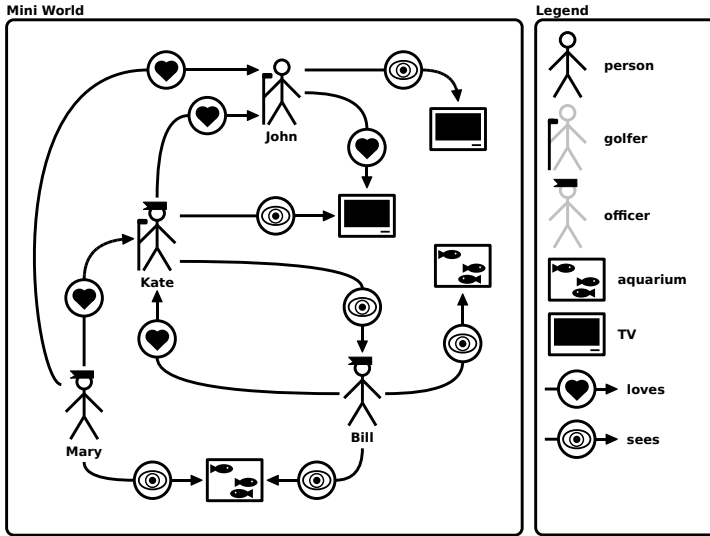 Mini World
John
Kate
Mary
Bill
Legend
person
golfer
officer
aquarium
TV
loves
sees